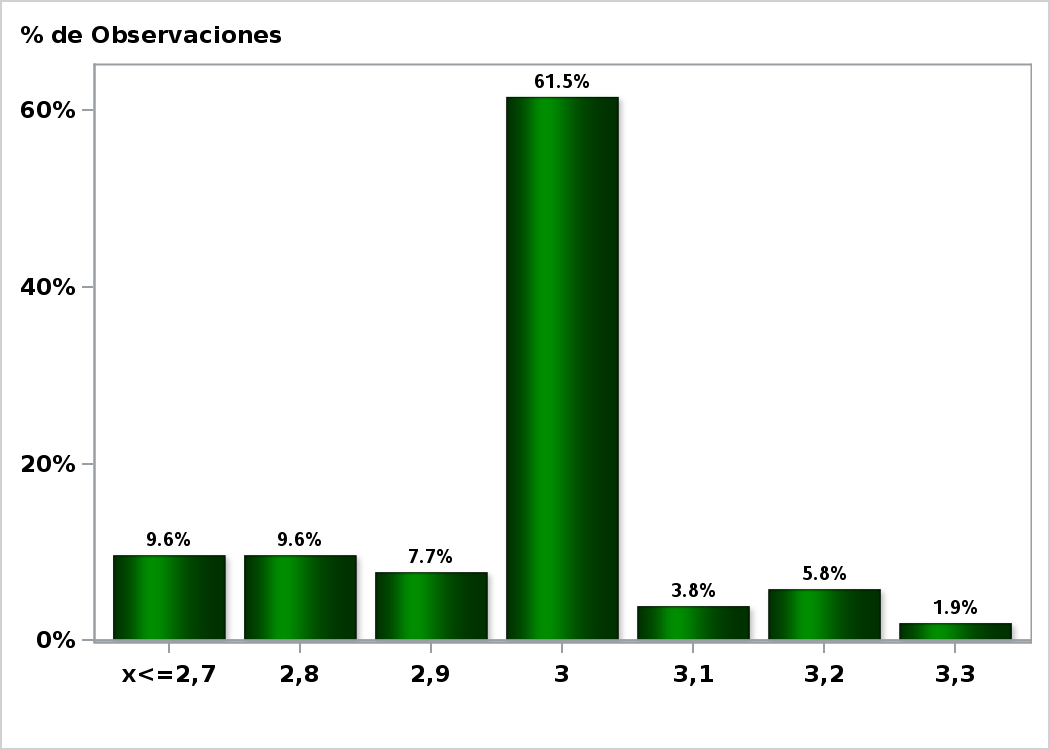 % de Observaciones
61.5%
60%
40%
20%
9.6% 9.6% 7.7% 3.8% 5.8% 1.9%
0%
x<=2,7 2,8 2,9 3 3,1 3,2 3,3